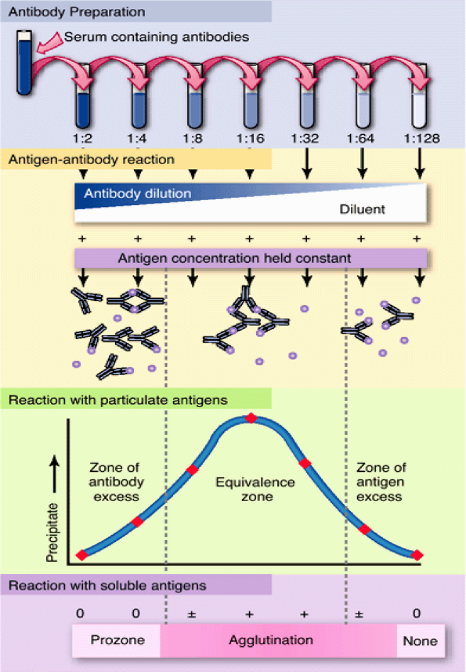 Antibody Preparation
Serum containing antibodies
1:2 1:4 1:8 1:16 1:32 1:64 1:128
Antigen-antibody reaction
Antibody dilution
Diluent
+ + + + + + +
Antigen concentration held constant
Reaction with particulate antigens
Precipitate
Zone of
antibody
excess
Equivalence
zone
Zone of
antigen
excess
Reaction with soluble antigens
0 0 ± + + ± 0
Prozone Agglutination None